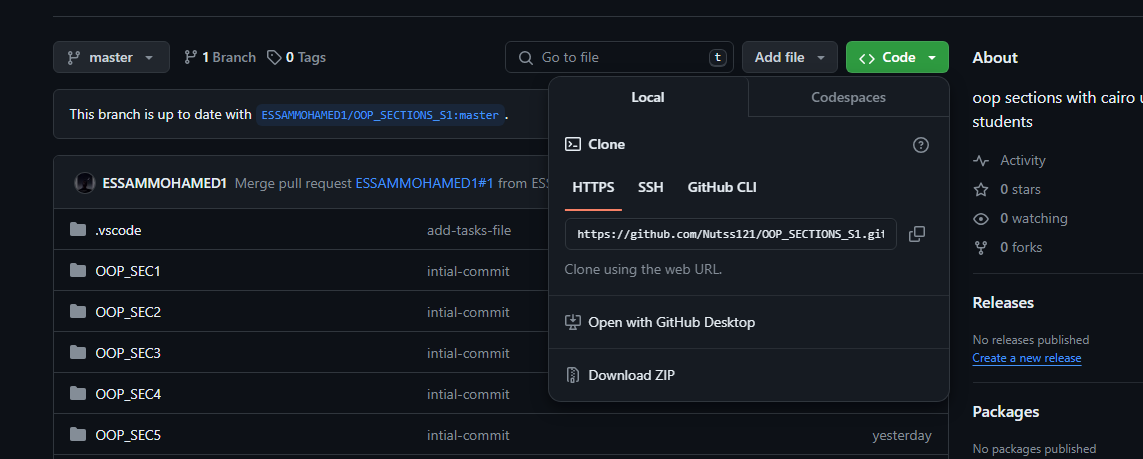 master
1 Branch
0 Tags
Go to file
t
Add file
Code
This branch is up to date with ESSAMMOHAMED1/OOP_SECTIONS_S1:master .
ESSAMMOHAMED1 Merge pull request ESSAMMOHAMED1#1 from ESS
.vscode add-tasks-file
OOP_SEC1 intial-commit
OOP_SEC2 intial-commit
OOP_SEC3 intial-commit
OOP_SEC4 intial-commit
OOP_SEC5 intial-commit yesterday
Local
Codespaces
Clone
HTTPS
SSH
GitHub CLI
https://github.com/Nutss121/OOP_SECTIONS_S1.git
Clone using the web URL.
Open with GitHub Desktop
Download ZIP
About
oop sections with cairo u
students
Activity
0 stars
0 watching
0 forks
Releases
No releases published
Create a new release
Packages
No packages published